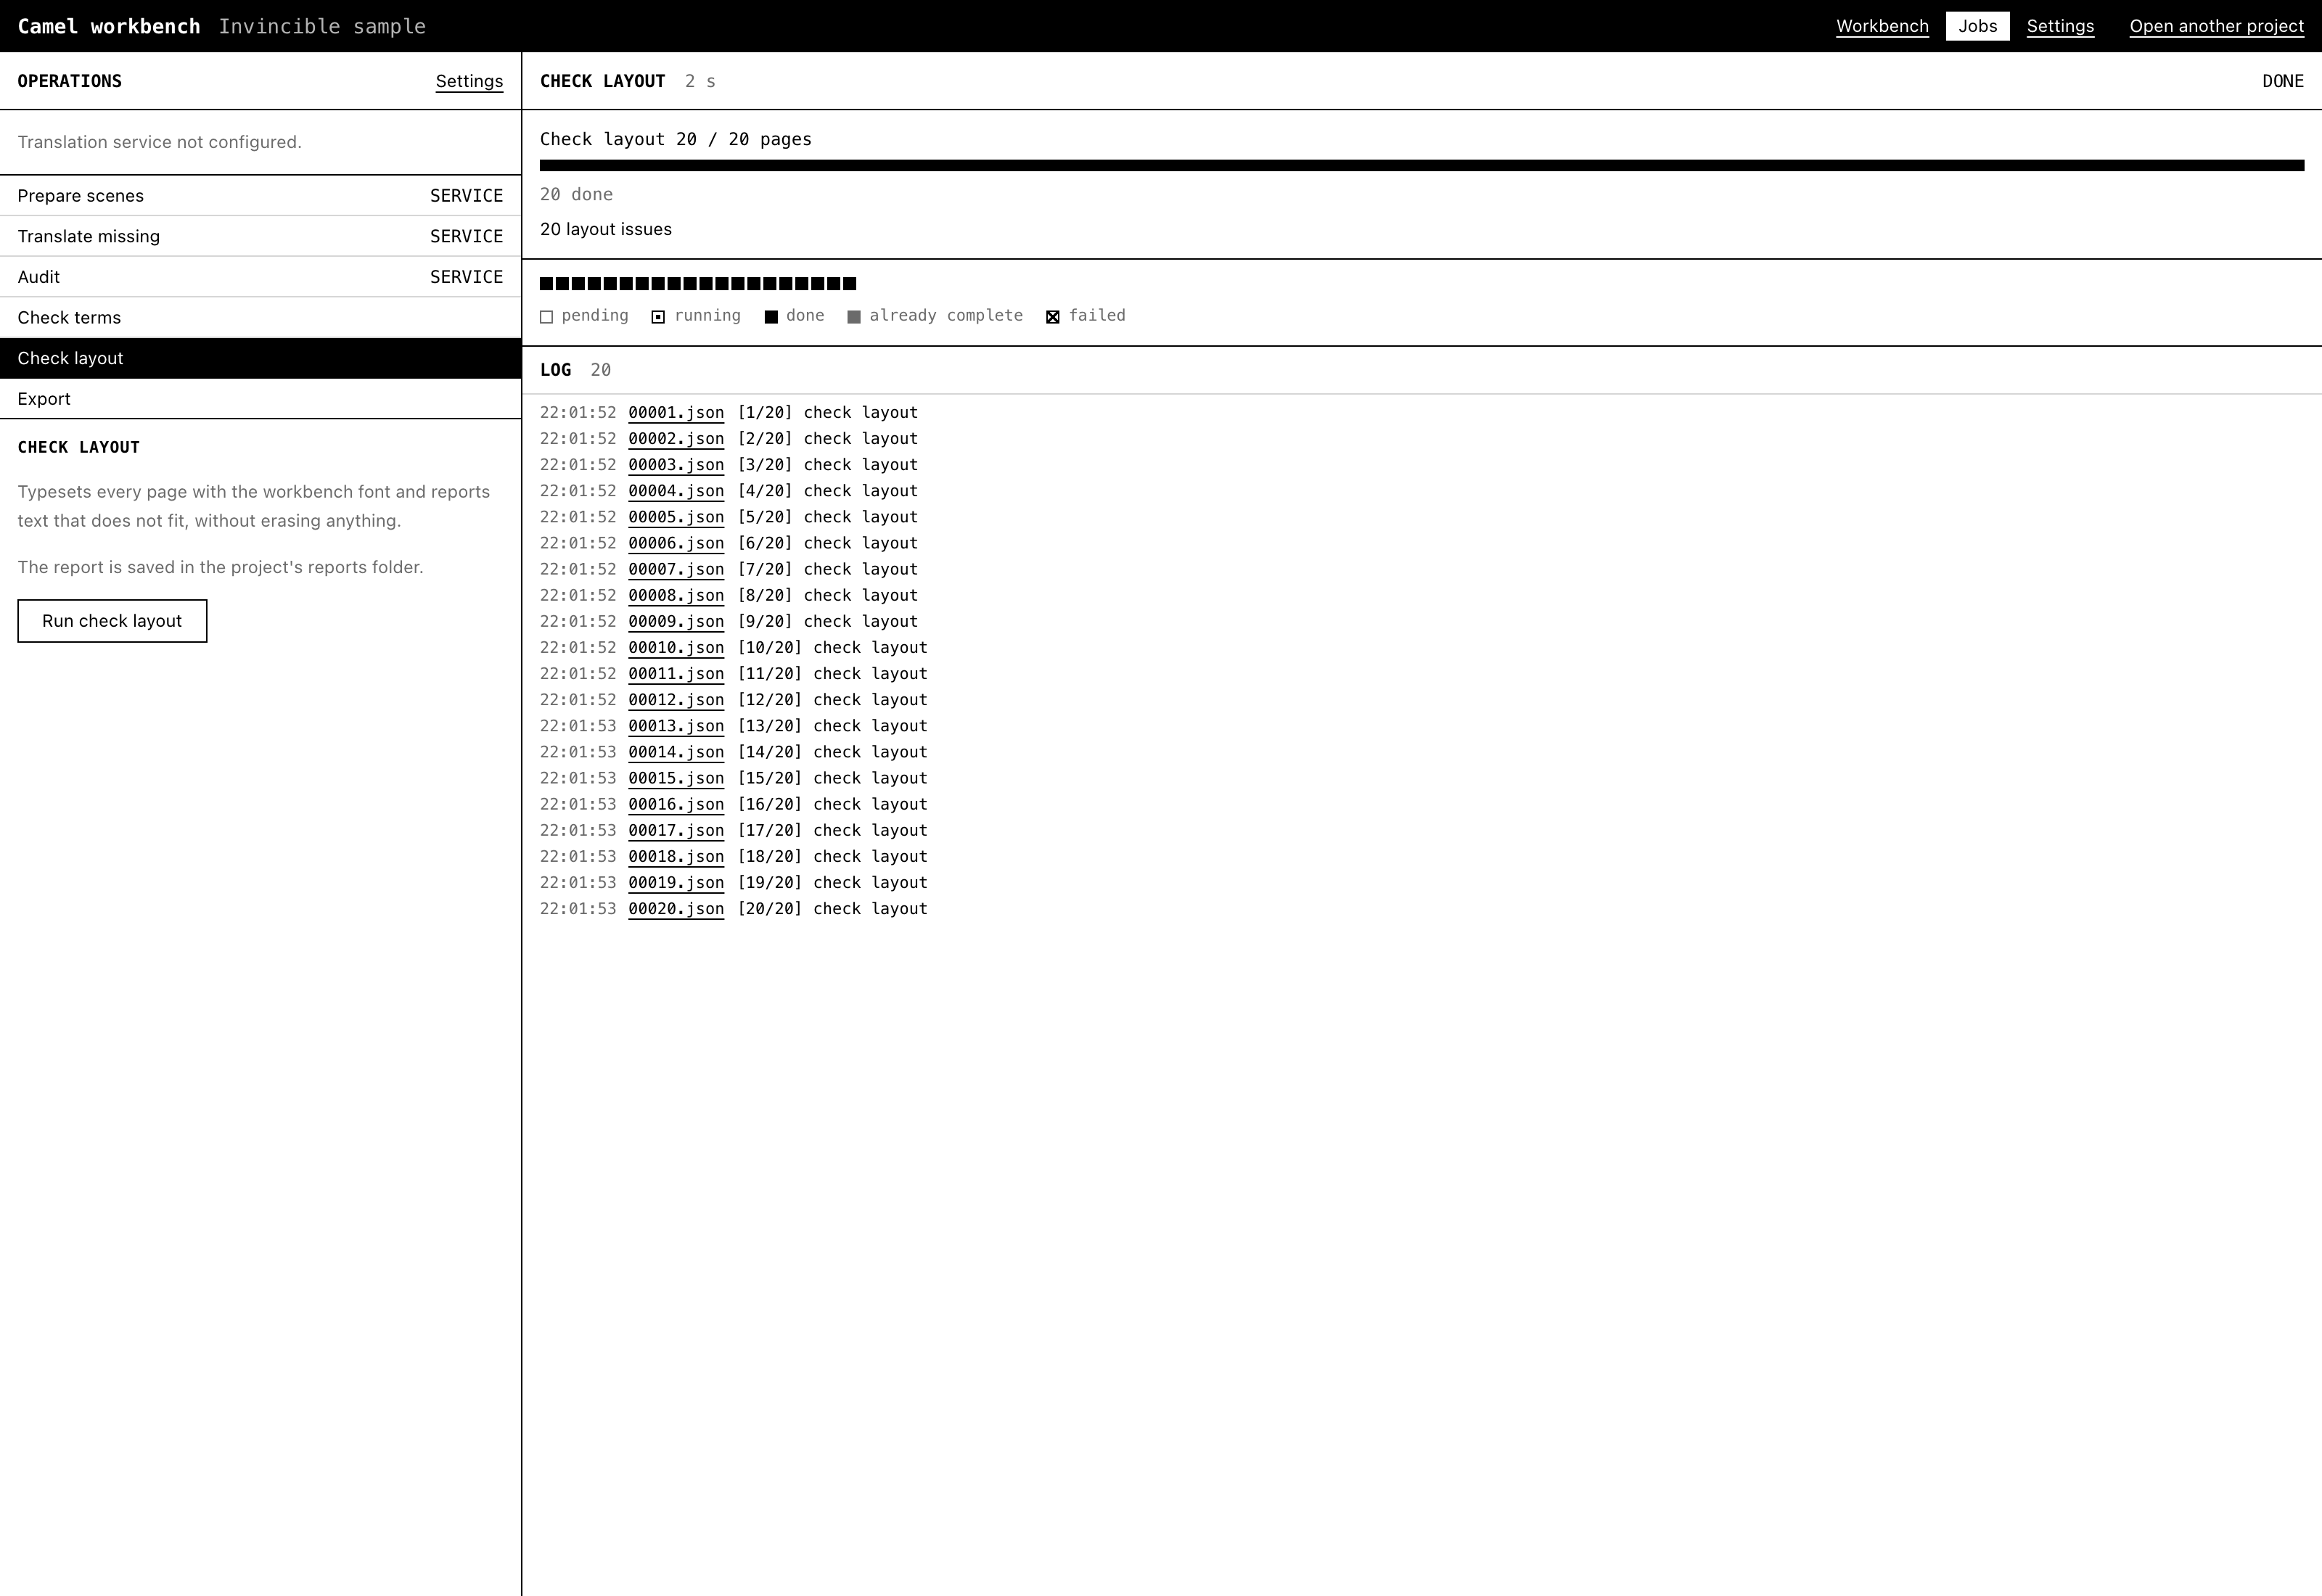 Camel workbench Invincible sample Workbench Jobs Settings Open another project
OPERATIONS Settings
Translation service not configured.
Prepare scenes SERVICE
Translate missing SERVICE
Audit SERVICE
Check terms
Check layout
Export
CHECK LAYOUT
Typesets every page with the workbench font and reports
text that does not fit, without erasing anything.
The report is saved in the project's reports folder.
Run check layout
CHECK LAYOUT 2 s DONE
Check layout 20 / 20 pages
20 done
20 layout issues
pending running done already complete failed
LOG 20
22:01:52 00001.json [1/20] check layout
22:01:52 00002.json [2/20] check layout
22:01:52 00003.json [3/20] check layout
22:01:52 00004.json [4/20] check layout
22:01:52 00005.json [5/20] check layout
22:01:52 00006.json [6/20] check layout
22:01:52 00007.json [7/20] check layout
22:01:52 00008.json [8/20] check layout
22:01:52 00009.json [9/20] check layout
22:01:52 00010.json [10/20] check layout
22:01:52 00011.json [11/20] check layout
22:01:52 00012.json [12/20] check layout
22:01:53 00013.json [13/20] check layout
22:01:53 00014.json [14/20] check layout
22:01:53 00015.json [15/20] check layout
22:01:53 00016.json [16/20] check layout
22:01:53 00017.json [17/20] check layout
22:01:53 00018.json [18/20] check layout
22:01:53 00019.json [19/20] check layout
22:01:53 00020.json [20/20] check layout